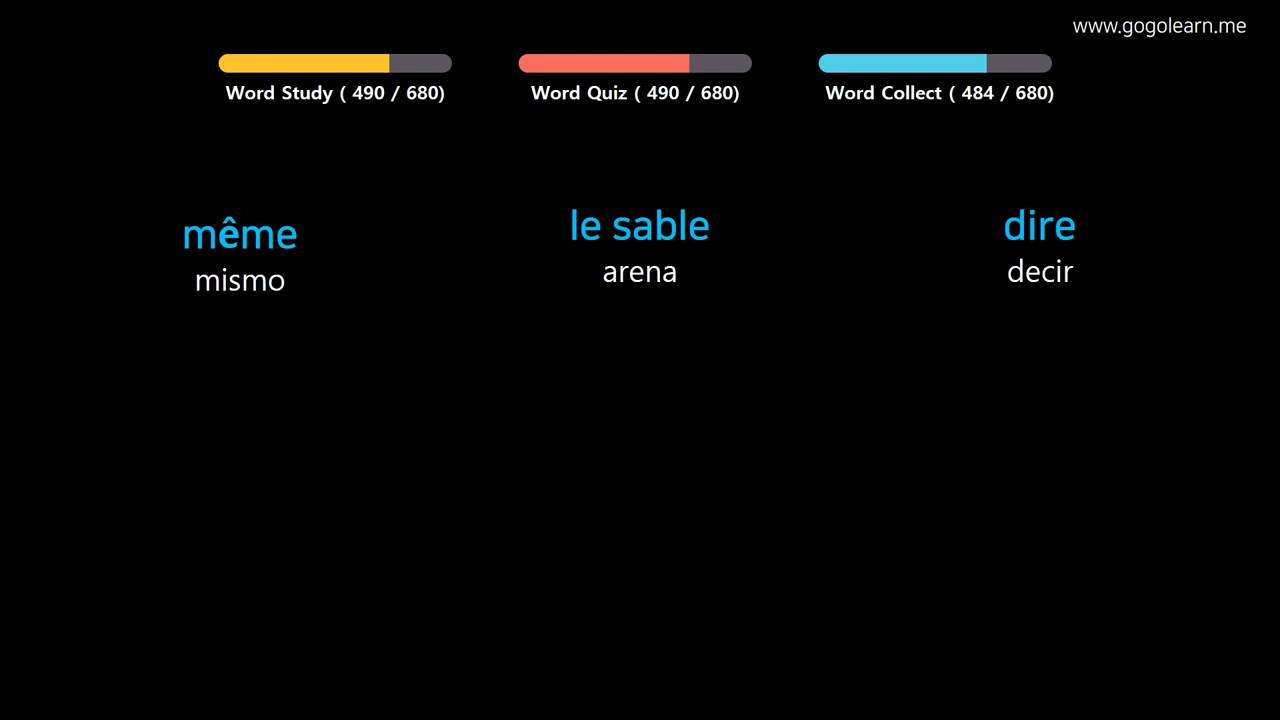 www.gogolearn.me
Word Study ( 490 / 680)
Word Quiz ( 490 / 680)
Word Collect ( 484 / 680)
même
mismo
le sable
arena
dire
decir